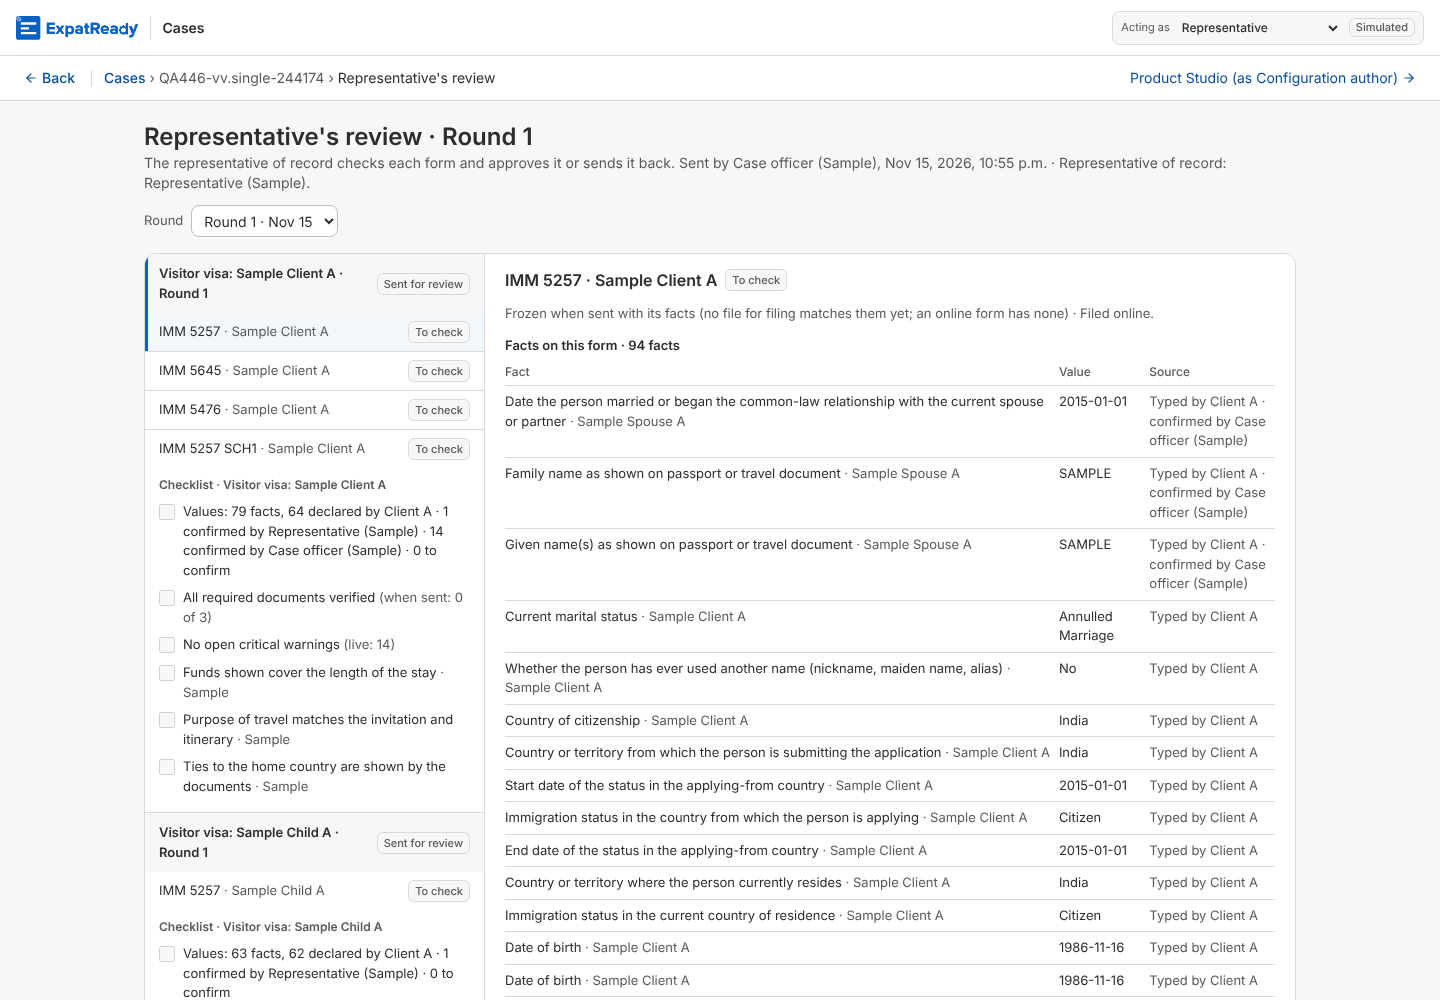 ExpatReady
Cases
Acting as Representative Simulated
← Back
Cases › QA446-vv.single-244174 › Representative's review
Product Studio (as Configuration author) →
Representative's review · Round 1
The representative of record checks each form and approves it or sends it back. Sent by Case officer (Sample), Nov 15, 2026, 10:55 p.m. · Representative of record:
Representative (Sample).
Round Round 1 · Nov 15
Visitor visa: Sample Client A ·
Round 1
Sent for review
IMM 5257 · Sample Client A To check
IMM 5645 · Sample Client A To check
IMM 5476 · Sample Client A To check
IMM 5257 SCH1 · Sample Client A To check
Checklist · Visitor visa: Sample Client A
Values: 79 facts, 64 declared by Client A · 1
confirmed by Representative (Sample) · 14
confirmed by Case officer (Sample) · 0 to
confirm
All required documents verified (when sent: 0
of 3)
No open critical warnings (live: 14)
Funds shown cover the length of the stay ·
Sample
Purpose of travel matches the invitation and
itinerary · Sample
Ties to the home country are shown by the
documents · Sample
Visitor visa: Sample Child A ·
Round 1
Sent for review
IMM 5257 · Sample Child A To check
Checklist · Visitor visa: Sample Child A
Values: 63 facts, 62 declared by Client A · 1
confirmed by Representative (Sample) · 0 to
confirm
IMM 5257 · Sample Client A To check
Frozen when sent with its facts (no file for filing matches them yet; an online form has none) · Filed online.
Facts on this form · 94 facts
Fact Value Source
Date the person married or began the common-law relationship with the current spouse 2015-01-01 Typed by Client A ·
or partner · Sample Spouse A confirmed by Case
officer (Sample)
Family name as shown on passport or travel document · Sample Spouse A SAMPLE Typed by Client A ·
confirmed by Case
officer (Sample)
Given name(s) as shown on passport or travel document · Sample Spouse A SAMPLE Typed by Client A ·
confirmed by Case
officer (Sample)
Current marital status · Sample Client A Annulled Typed by Client A
Marriage
Whether the person has ever used another name (nickname, maiden name, alias) · No Typed by Client A
Sample Client A
Country of citizenship · Sample Client A India Typed by Client A
Country or territory from which the person is submitting the application · Sample Client A India Typed by Client A
Start date of the status in the applying-from country · Sample Client A 2015-01-01 Typed by Client A
Immigration status in the country from which the person is applying · Sample Client A Citizen Typed by Client A
End date of the status in the applying-from country · Sample Client A 2015-01-01 Typed by Client A
Country or territory where the person currently resides · Sample Client A India Typed by Client A
Immigration status in the current country of residence · Sample Client A Citizen Typed by Client A
Date of birth · Sample Client A 1986-11-16 Typed by Client A
Date of birth · Sample Client A 1986-11-16 Typed by Client A